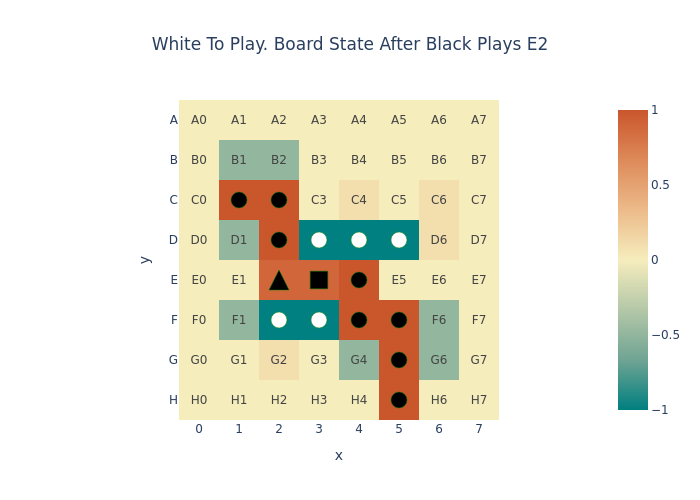 White To Play. Board State After Black Plays E2
A A0 A1 A2 A3 A4 A5 A6 A7
B B0 B1 B2 B3 B4 B5 B6 B7
C C0 C3 C4 C5 C6 C7
D D0 D1 D6 D7
E E0 E1 E5 E6 E7
F F0 F1 F6 F7
G G0 G1 G2 G3 G4 G6 G7
H H0 H1 H2 H3 H4 H6 H7
0 1 2 3 4 5 6 7
x
y
1
0.5
0
−0.5
−1